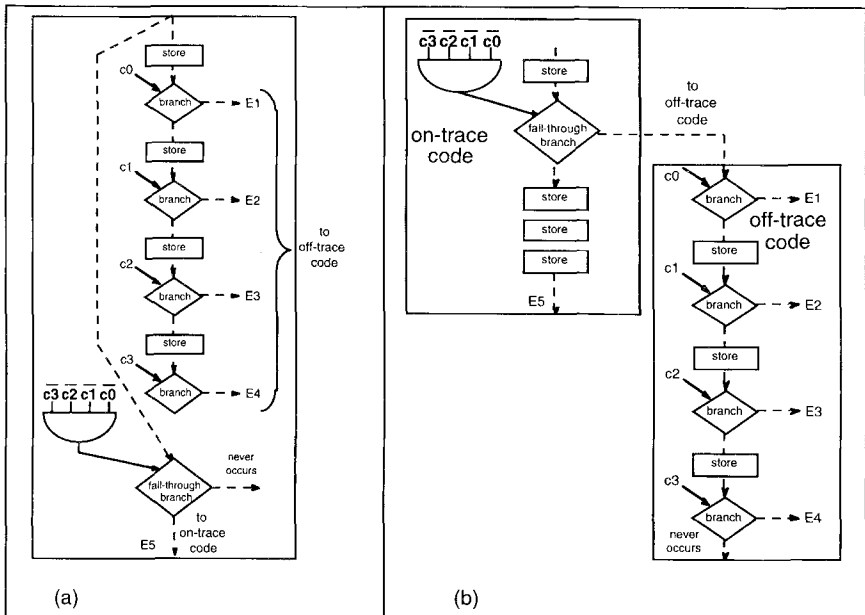 store
c0
branch
E1
store
c1
branch
E2
store
to
off-trace
code
c2
branch
E3
store
c3
branch
E4
c3 c2 c1 c0
never
occurs
fall-through
branch
to
on-trace
code
E5
(a)
c3 c2 c1 c0
store
to
off-trace
code
on-trace
code
fall-through
branch
store
store
store
E5
c0
branch
E1
off-trace
code
store
c1
branch
E2
store
c2
branch
E3
store
c3
branch
E4
never
occurs
(b)